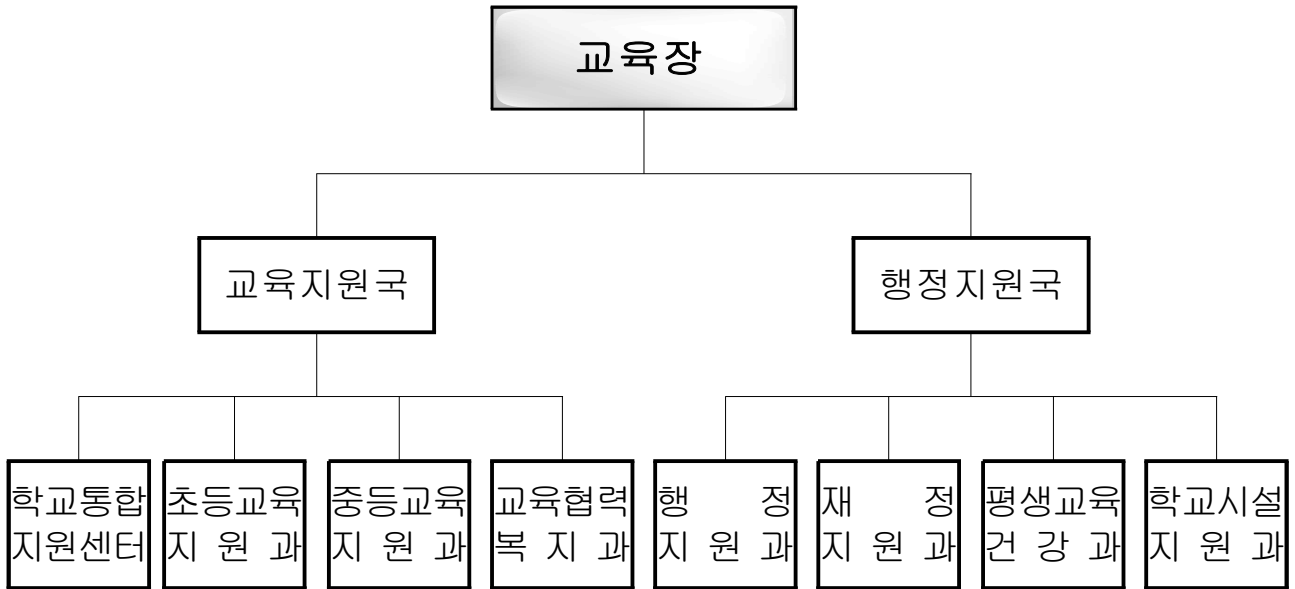 교육장
교육지원국
행정지원국
학교통합
지원센터
초등교육
지 원 과
중등교육
지 원 과
교육협력
복 지 과
행 정
지 원 과
재 정
지 원 과
평생교육
건 강 과
학교시설
지 원 과